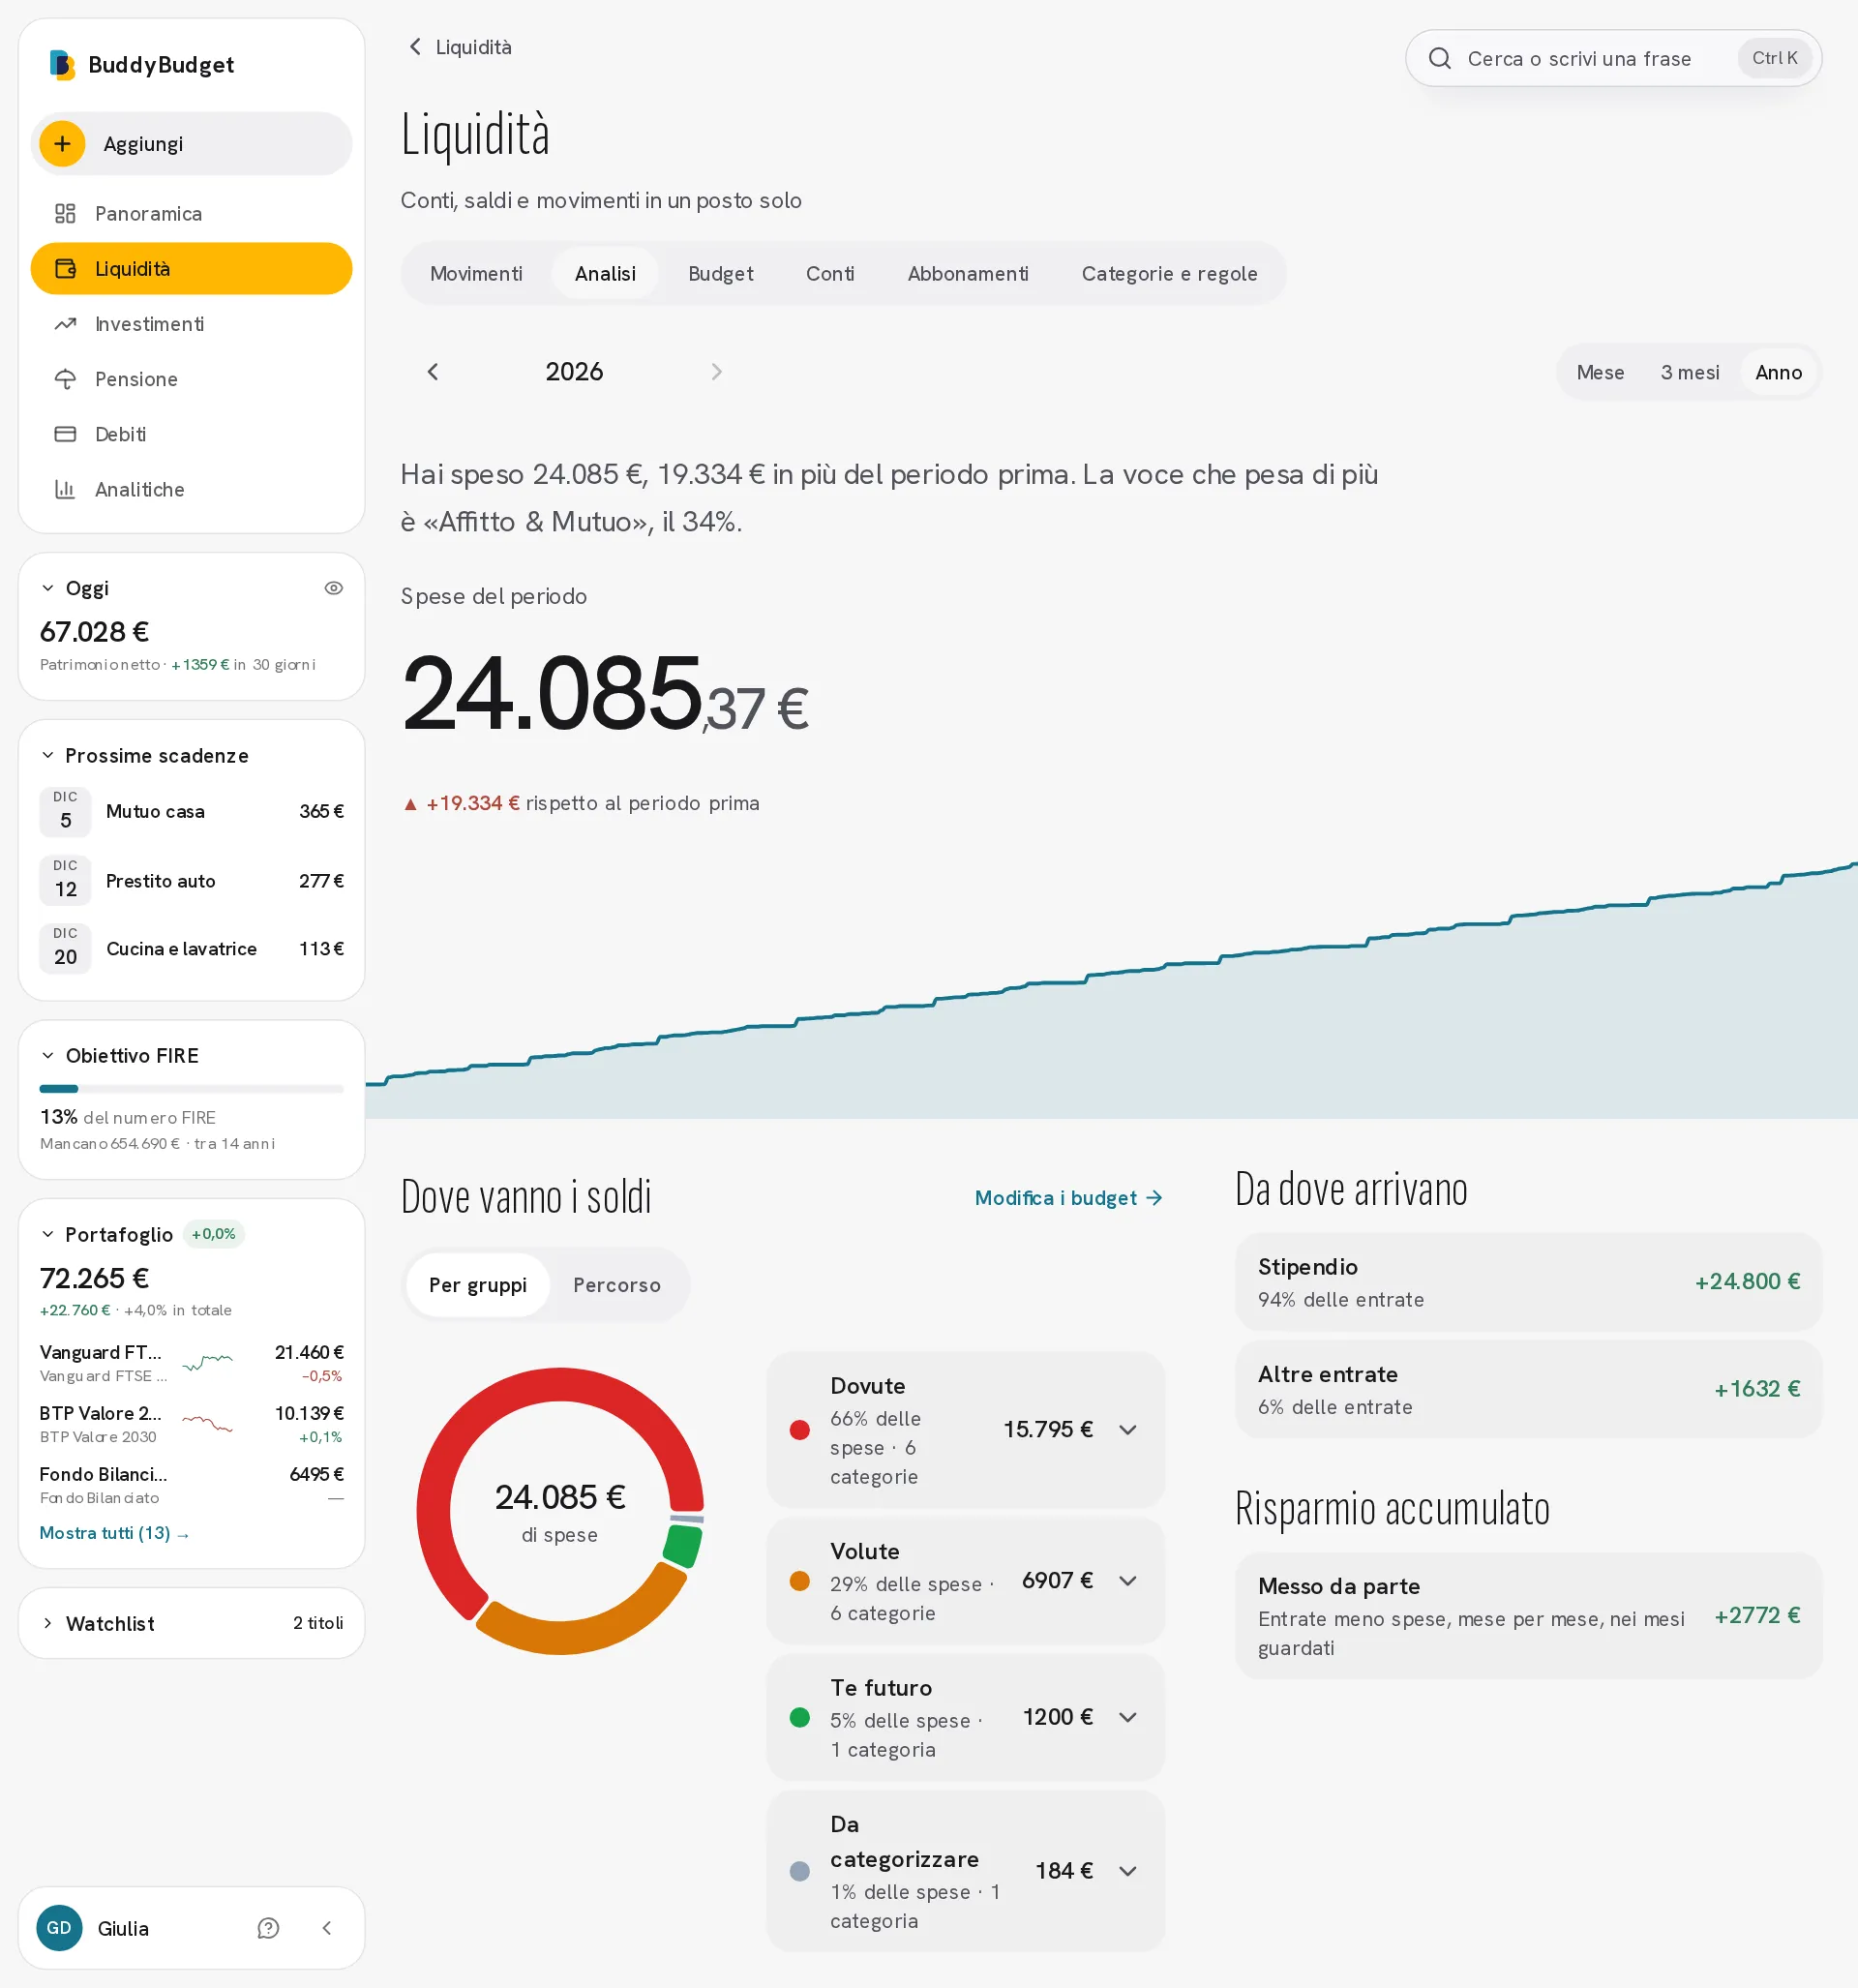 BuddyBudget
Aggiungi
Panoramica
Liquidità
Investimenti
Pensione
Debiti
Analitiche
Oggi
67.028 €
Patrimonio netto · +1359 € in 30 giorni
Prossime scadenze
DIC
5
Mutuo casa
365 €
DIC
12
Prestito auto
277 €
DIC
20
Cucina e lavatrice
113 €
Obiettivo FIRE
13% del numero FIRE
Mancano 654.690 € · tra 14 anni
Portafoglio
+0,0%
72.265 €
+22.760 € · +4,0% in totale
Vanguard FT...
21.460 €
Vanguard FTSE ...
−0,5%
BTP Valore 2...
10.139 €
BTP Valore 2030
+0,1%
Fondo Bilanci...
6495 €
Fondo Bilanciato
—
Mostra tutti (13) →
Watchlist
2 titoli
GD
Giulia
Liquidità
Cerca o scrivi una frase
Ctrl K
Liquidità
Conti, saldi e movimenti in un posto solo
Movimenti
Analisi
Budget
Conti
Abbonamenti
Categorie e regole
2026
Mese
3 mesi
Anno
Hai speso 24.085 €, 19.334 € in più del periodo prima. La voce che pesa di più
è «Affitto & Mutuo», il 34%.
Spese del periodo
24.085,37 €
▲ +19.334 € rispetto al periodo prima
Dove vanno i soldi
Modifica i budget →
Per gruppi
Percorso
24.085 €
di spese
Dovute
66% delle
spese · 6
categorie
15.795 €
Volute
29% delle spese ·
6 categorie
6907 €
Te futuro
5% delle spese ·
1 categoria
1200 €
Da
categorizzare
1% delle spese · 1
categoria
184 €
Da dove arrivano
Stipendio
94% delle entrate
+24.800 €
Altre entrate
6% delle entrate
+1632 €
Risparmio accumulato
Messo da parte
Entrate meno spese, mese per mese, nei mesi
guardati
+2772 €